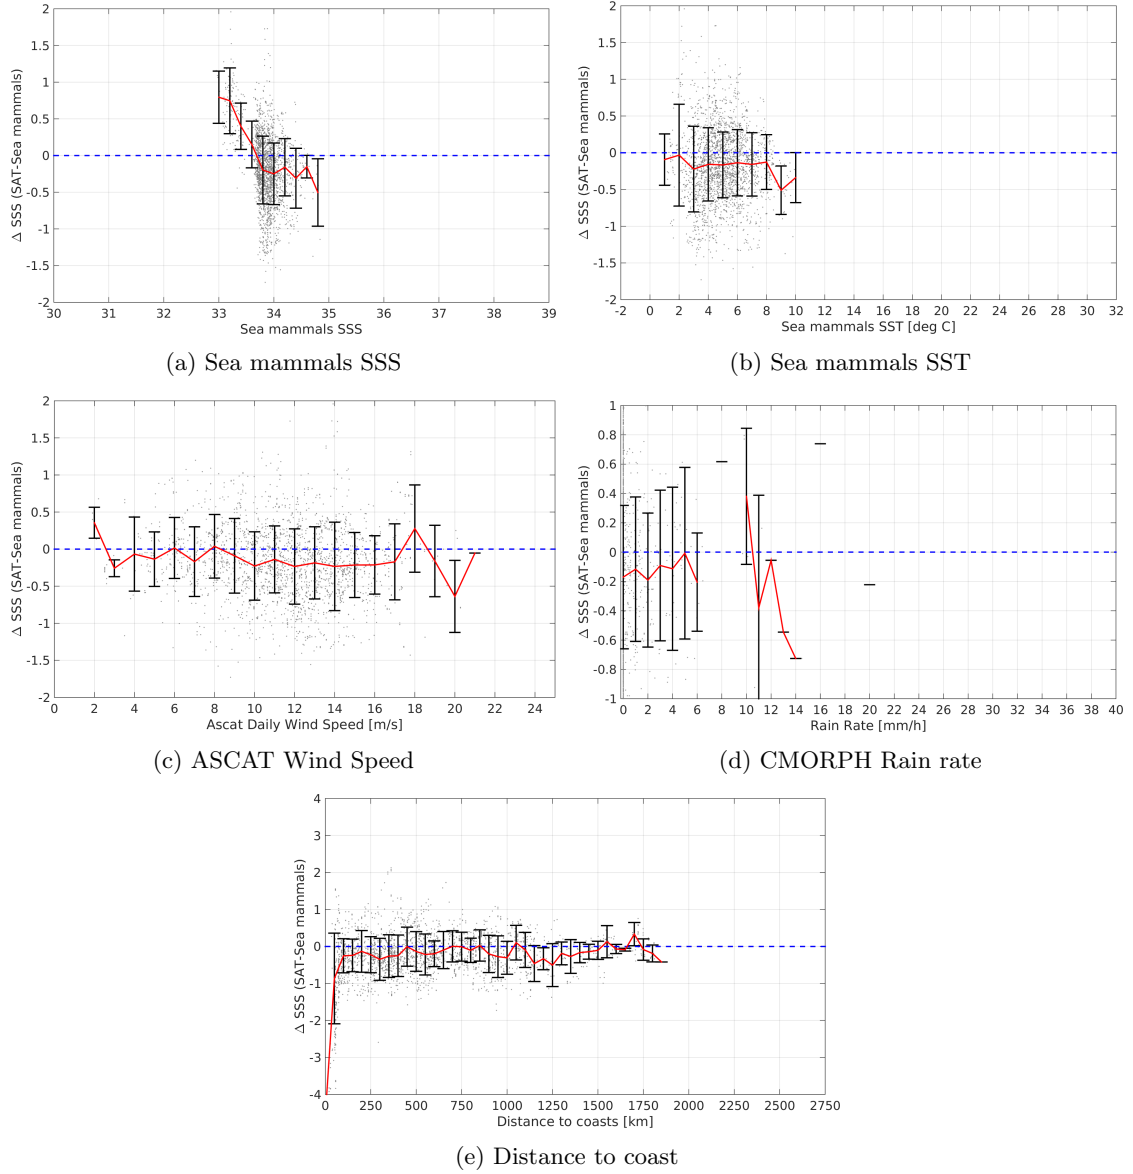 2
1.5
1
0.5
0
-0.5
-1
-1.5
-2
Δ SSS (SAT-Sea mammals)
30 31 32 33 34 35 36 37 38 39
Sea mammals SSS
(a) Sea mammals SSS
2
1.5
1
0.5
0
-0.5
-1
-1.5
-2
Δ SSS (SAT-Sea mammals)
-2 0 2 4 6 8 10 12 14 16 18 20 22 24 26 28 30 32
Sea mammals SST [deg C]
(b) Sea mammals SST
2
1.5
1
0.5
0
-0.5
-1
-1.5
-2
Δ SSS (SAT-Sea mammals)
0 2 4 6 8 10 12 14 16 18 20 22 24
Ascat Daily Wind Speed [m/s]
(c) ASCAT Wind Speed
1
0.8
0.6
0.4
0.2
0
-0.2
-0.4
-0.6
-0.8
-1
Δ SSS (SAT-Sea mammals)
0 2 4 6 8 10 12 14 16 18 20 22 24 26 28 30 32 34 36 38 40
Rain Rate [mm/h]
(d) CMORPH Rain rate
4
3
2
1
0
-1
-2
-3
-4
Δ SSS (SAT-Sea mammals)
0 250 500 750 1000 1250 1500 1750 2000 2250 2500 2750
Distance to coasts [km]
(e) Distance to coast